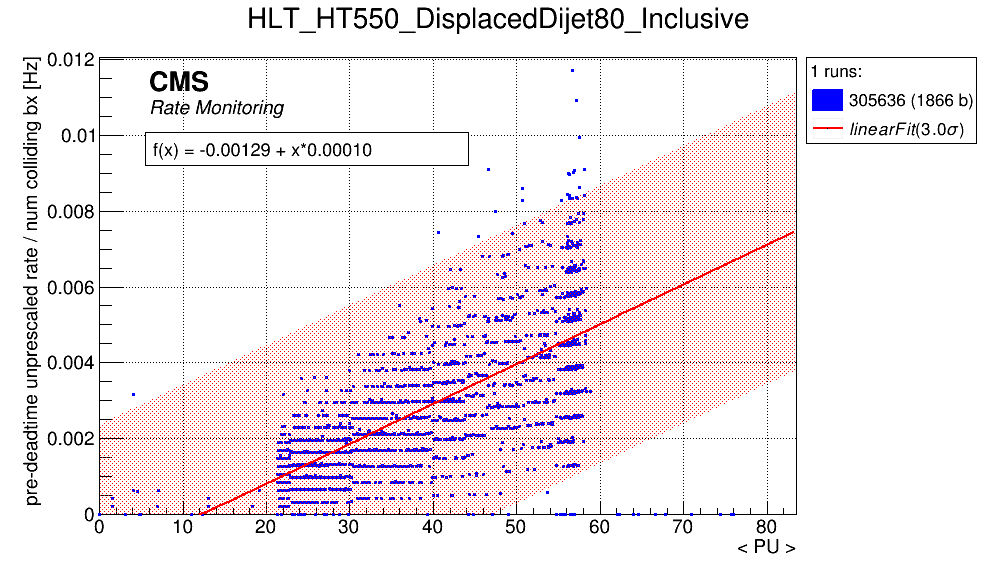 HLT_HT550_DisplacedDijet80_Inclusive
pre-deadtime unprescaled rate / num colliding bx [Hz]
0.012
0.01
0.008
0.006
0.004
0.002
0
CMS
Rate Monitoring
f(x) = -0.00129 + x*0.00010
1 runs:
305636 (1866 b)
linearFit(3.0σ)
0 10 20 30 40 50 60 70 80
< PU >